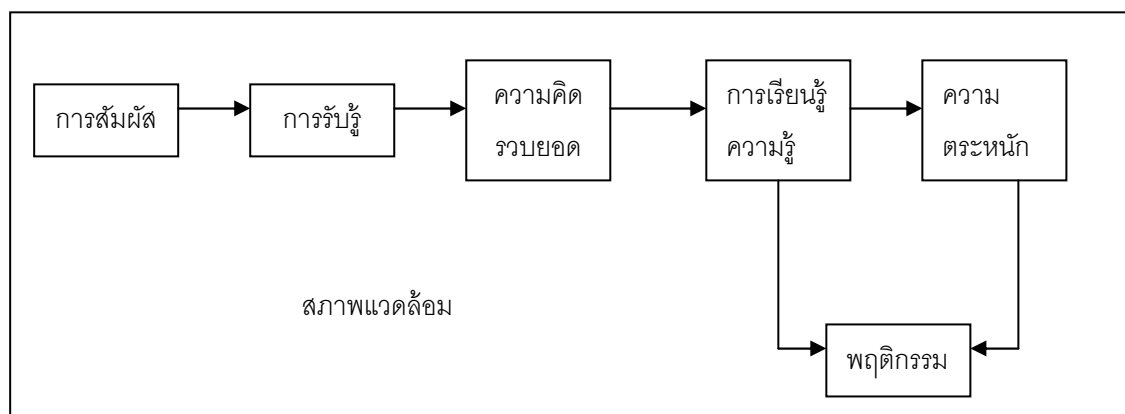 การสัมผัส
การรับรู้
ความคิด
รวบยอด
การเรียนรู้
ความรู้
ความ
ตระหนัก
สภาพแวดล้อม
พฤติกรรม